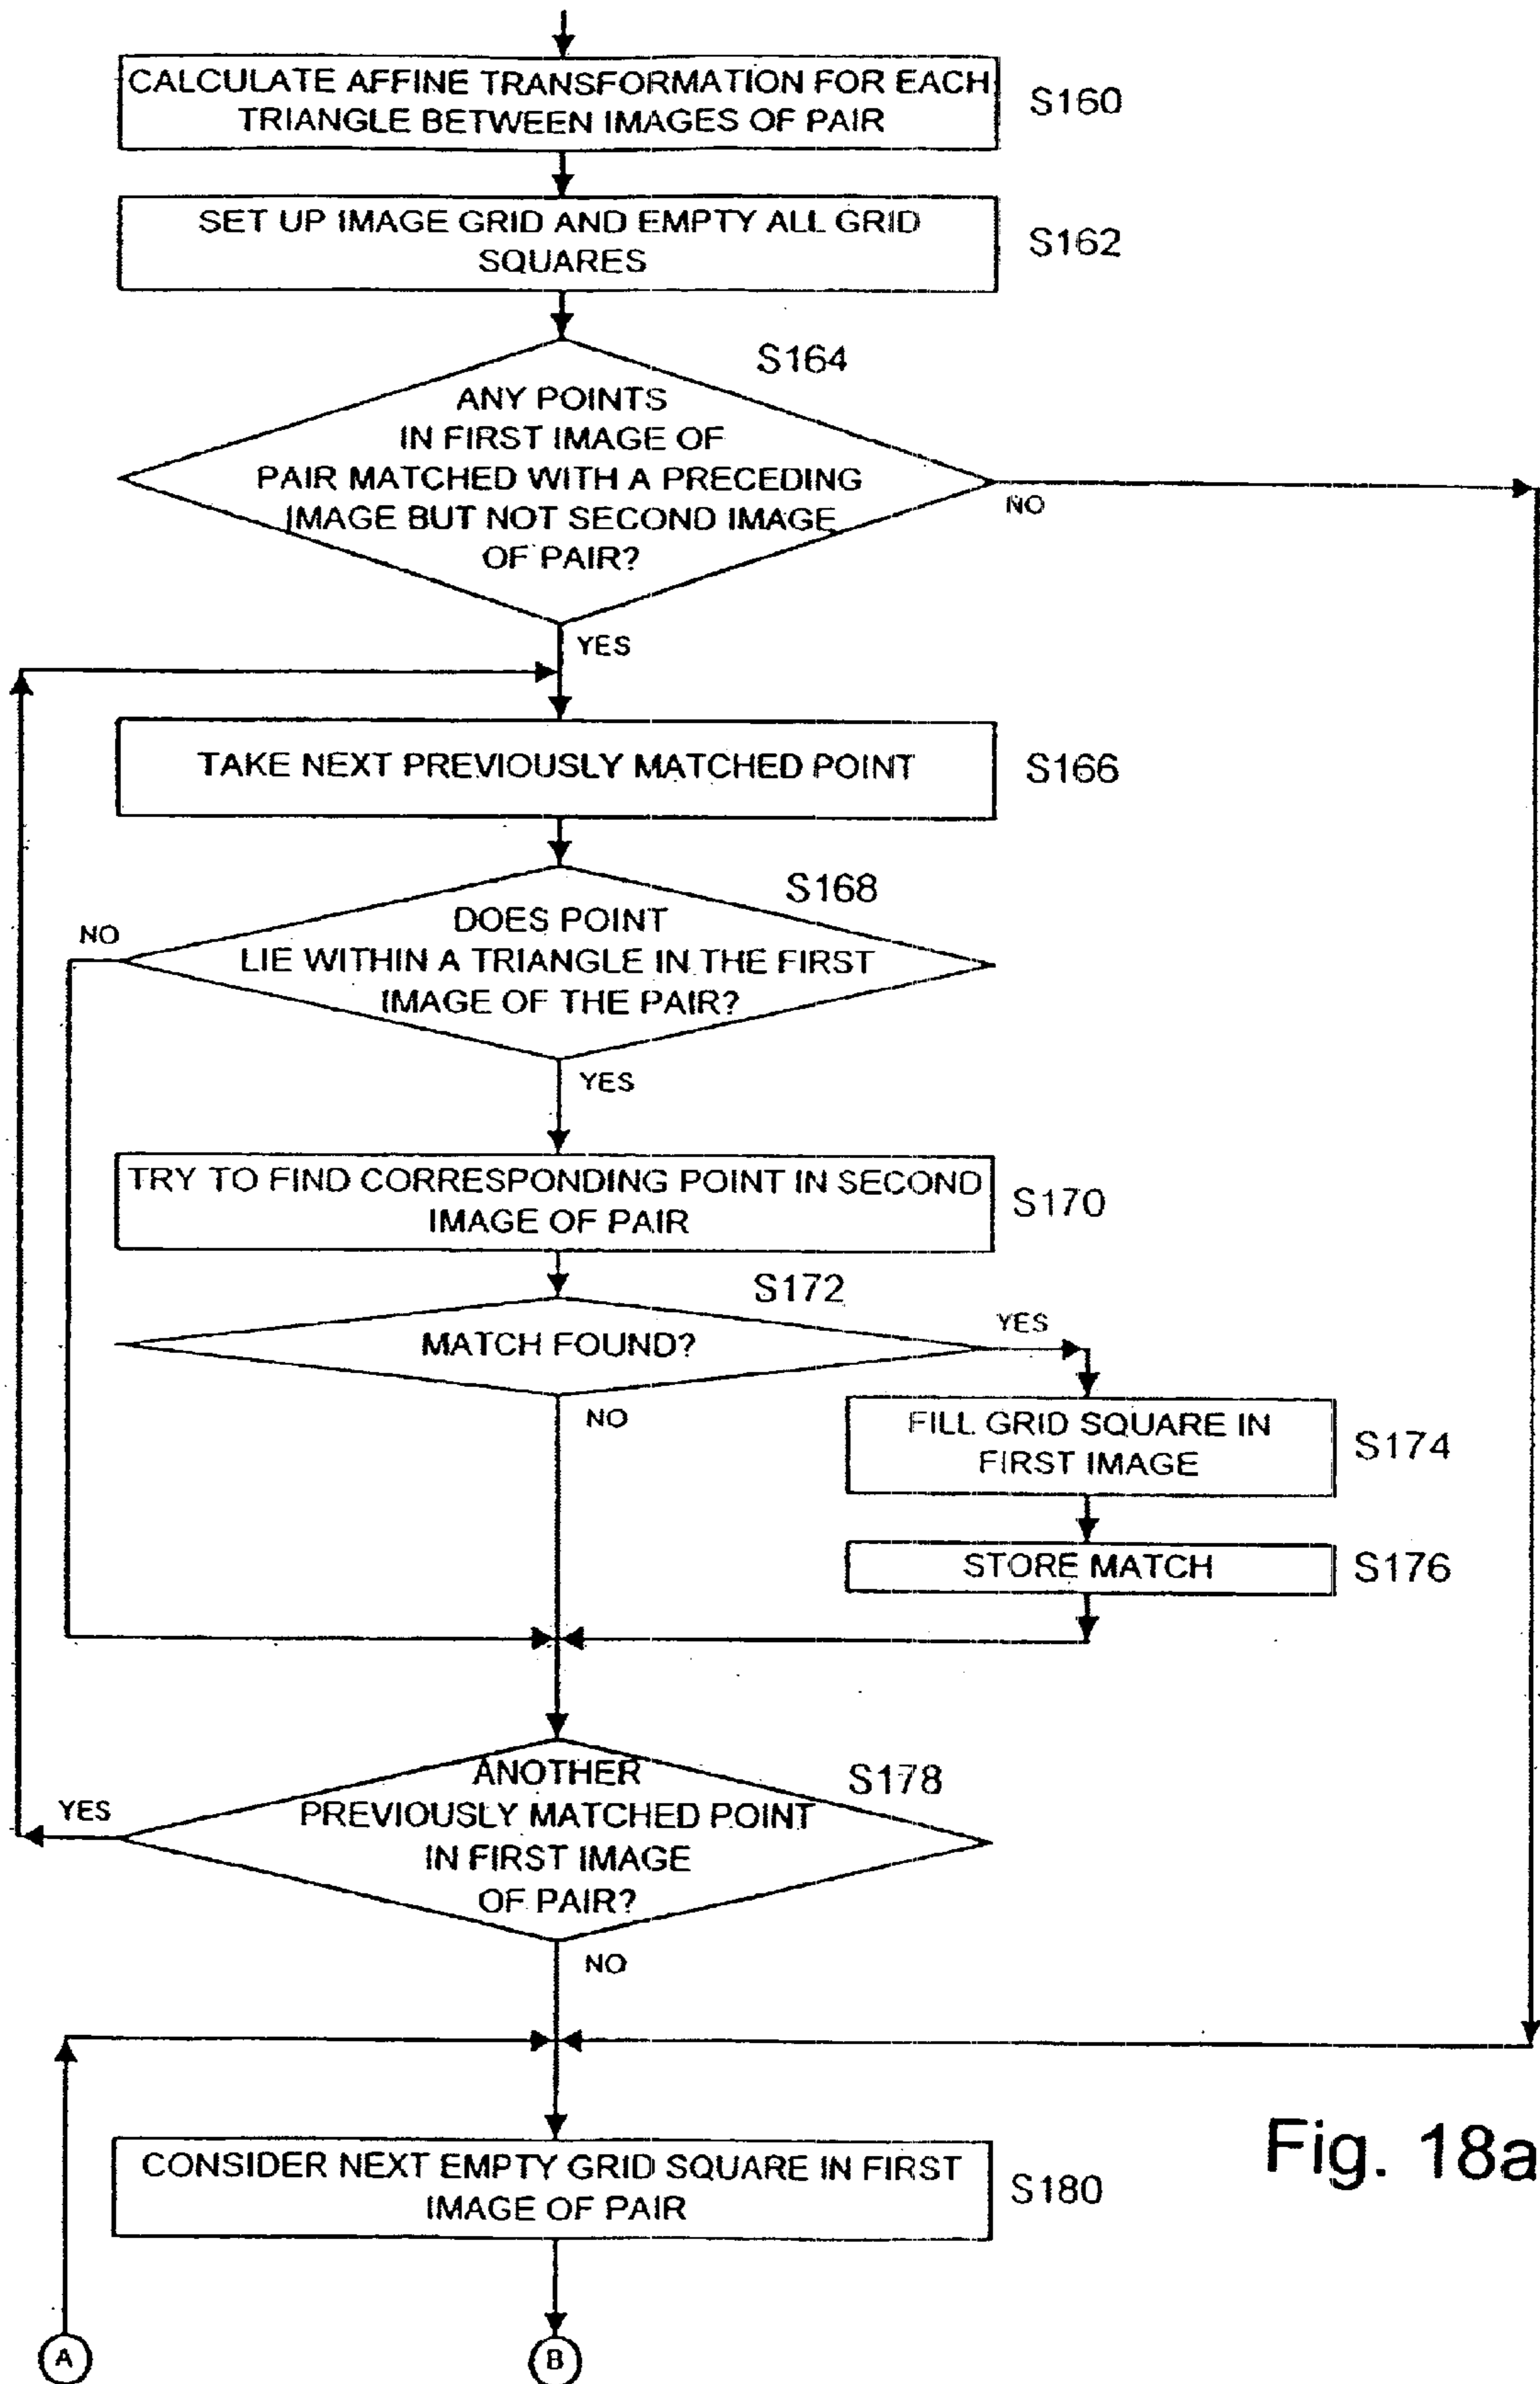 CALCULATE AFFINE TRANSFORMATION FOR EACH
TRIANGLE BETWEEN IMAGES OF PAIR
S160
SET UP IMAGE GRID AND EMPTY ALL GRID
SQUARES
S162
S164
ANY POINTS
IN FIRST IMAGE OF
PAIR MATCHED WITH A PRECEDING
IMAGE BUT NOT SECOND IMAGE
OF PAIR?
NO
YES
TAKE NEXT PREVIOUSLY MATCHED POINT
S166
S168
DOES POINT
LIE WITHIN A TRIANGLE IN THE FIRST
IMAGE OF THE PAIR?
NO
YES
TRY TO FIND CORRESPONDING POINT IN SECOND
IMAGE OF PAIR
S170
S172
MATCH FOUND?
YES
NO
FILL GRID SQUARE IN
FIRST IMAGE
S174
STORE MATCH
S176
ANOTHER
PREVIOUSLY MATCHED POINT
IN FIRST IMAGE
OF PAIR?
S178
YES
NO
CONSIDER NEXT EMPTY GRID SQUARE IN FIRST
IMAGE OF PAIR
S180
Fig. 18a
A
B